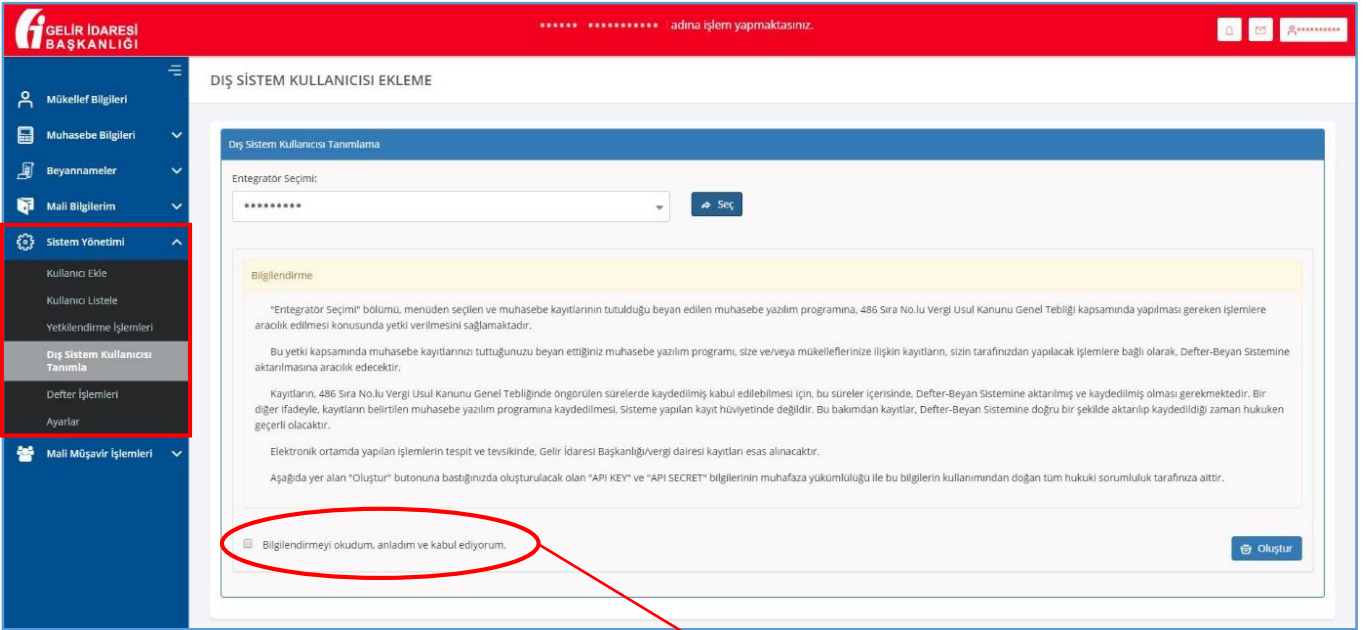 GELİR İDARESİ
BAŞKANLIĞI
****** *********** adına işlem yapmaktasınız.
**********
Mükellef Bilgileri
Muhasebe Bilgileri
Beyannameler
Mali Bilgilerim
Sistem Yönetimi
Kullanıcı Ekle
Kullanıcı Listele
Yetkilendirme İşlemleri
Dış Sistem Kullanıcısı
Tanımla
Defter İşlemleri
Ayarlar
Mali Müşavir İşlemleri
DIŞ SİSTEM KULLANICISI EKLEME
Dış Sistem Kullanıcısı Tanımlama
Entegratör Seçimi:
*********
Seç
Bilgilendirme
"Entegratör Seçimi" bölümü, menüden seçilen ve muhasebe kayıtlarının tutulduğu beyan edilen muhasebe yazılım programına, 486 Sıra No.lu Vergi Usul Kanunu Genel Tebliği kapsamında yapılması gereken işlemlere
aracılık edilmesi konusunda yetki verilmesini sağlamaktadır.
Bu yetki kapsamında muhasebe kayıtlarınızı tuttuğunuzu beyan ettiğiniz muhasebe yazılım programı, size ve/veya mükelleflerinize ilişkin kayıtların, sizin tarafınızdan yapılacak işlemlere bağlı olarak, Defter-Beyan Sistemine
aktarılmasına aracılık edecektir.
Kayıtların, 486 Sıra No.lu Vergi Usul Kanunu Genel Tebliğinde öngörülen sürelerde kaydedilmiş kabul edilebilmesi için, bu süreler içerisinde, Defter-Beyan Sistemine aktarılmış ve kaydedilmiş olması gerekmektedir. Bir
diğer ifadeyle, kayıtların belirtilen muhasebe yazılım programına kaydedilmesi, Sisteme yapılan kayıt hüviyetinde değildir. Bu bakımdan kayıtlar, Defter-Beyan Sistemine doğru bir şekilde aktarılıp kaydedildiği zaman hukuken
geçerli olacaktır.
Elektronik ortamda yapılan işlemlerin tespit ve tevsikinde, Gelir İdaresi Başkanlığı/vergi dairesi kayıtları esas alınacaktır.
Aşağıda yer alan "Oluştur" butonuna bastığınızda oluşturulacak olan "API KEY" ve "API SECRET" bilgilerinin muhafaza yükümlülüğü ile bu bilgilerin kullanımından doğan tüm hukuki sorumluluk tarafınıza aittir.
Bilgilendirmeyi okudum, anladım ve kabul ediyorum.
Oluştur